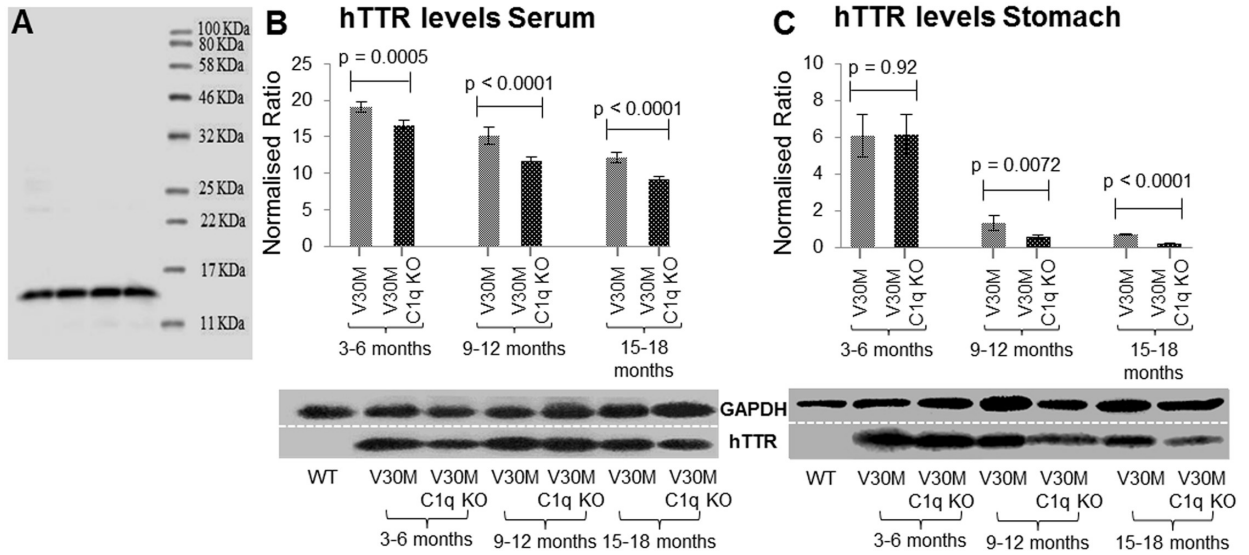 A
100 KDa
80 KDa
58 KDa
46 KDa
32 KDa
25 KDa
22 KDa
17 KDa
11 KDa
B
hTTR levels Serum
Normalised Ratio
25
20
15
10
5
0
p = 0.0005
p < 0.0001
p < 0.0001
V30M
V30M
C1q KO
V30M
V30M
C1q KO
V30M
V30M
C1q KO
3-6 months
9-12 months
15-18
months
C
hTTR levels Stomach
Normalised Ratio
10
8
6
4
2
0
p = 0.92
p = 0.0072
p < 0.0001
V30M
V30M
C1q KO
V30M
V30M
C1q KO
V30M
V30M
C1q KO
3-6 months
9-12 months
15-18
months
GAPDH
hTTR
WT
V30M
V30M
C1q KO
V30M
V30M
C1q KO
V30M
V30M
C1q KO
3-6 months
9-12 months
15-18 months
WT
V30M
V30M
C1q KO
V30M
V30M
C1q KO
V30M
V30M
C1q KO
3-6 months
9-12 months
15-18 months